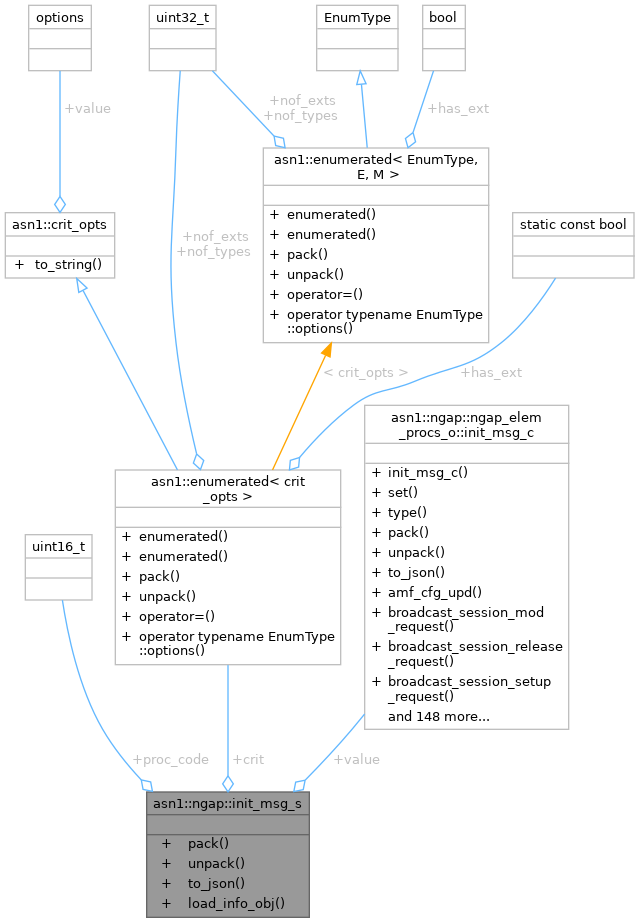 options
uint32_t
EnumType
bool
+value
+nof_exts
+nof_types
+has_ext
asn1::enumerated< EnumType,
E, M >
+ enumerated()
+ enumerated()
+ pack()
+ unpack()
+ operator=()
+ operator typename EnumType
::options()
asn1::crit_opts
+ to_string()
static const bool
+nof_exts
+nof_types
< crit_opts >
+has_ext
asn1::ngap::ngap_elem
_procs_o::init_msg_c
+ init_msg_c()
+ set()
+ type()
+ pack()
+ unpack()
+ to_json()
+ amf_cfg_upd()
+ broadcast_session_mod
_request()
+ broadcast_session_release
_request()
+ broadcast_session_setup
_request()
and 148 more...
asn1::enumerated< crit
_opts >
+ enumerated()
+ enumerated()
+ pack()
+ unpack()
+ operator=()
+ operator typename EnumType
::options()
uint16_t
+proc_code
+crit
+value
asn1::ngap::init_msg_s
+ pack()
+ unpack()
+ to_json()
+ load_info_obj()